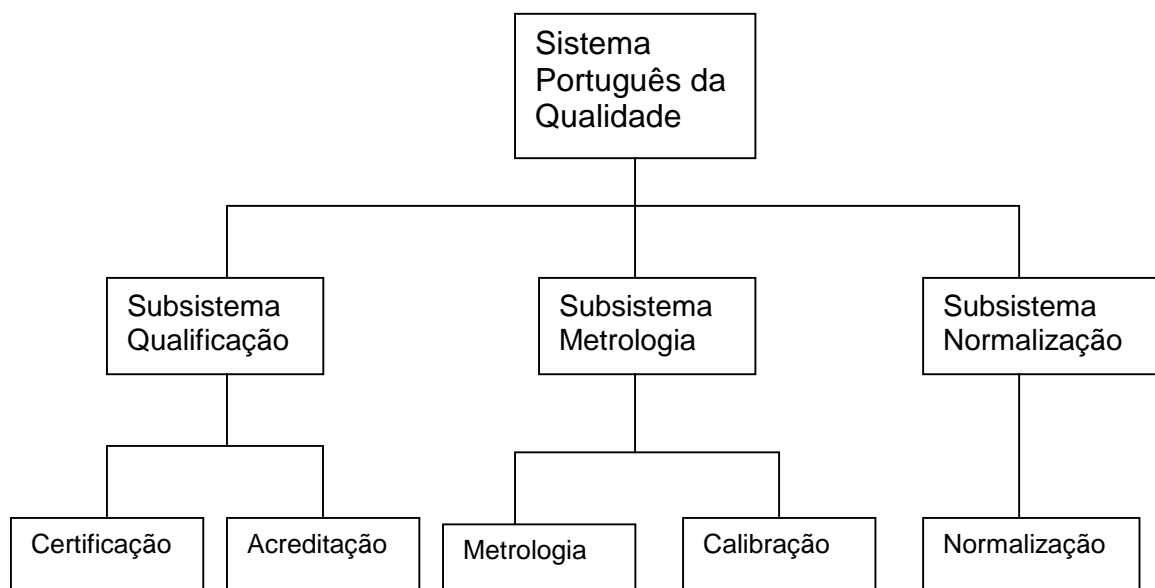 Sistema
Português da
Qualidade
Subsistema
Qualificação
Subsistema
Metrologia
Subsistema
Normalização
Certificação
Acreditação
Metrologia
Calibração
Normalização